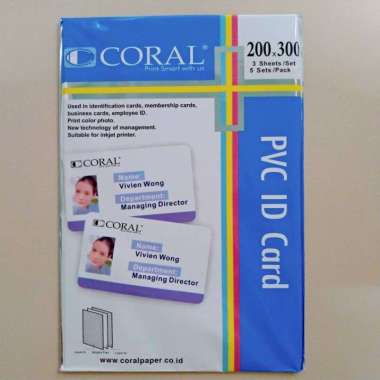 CORAL
Print Smart with us
200x300
3 Sheets /Set
5 Sets /Pack
Used in identification cards, membership cards,
business cards, employee ID.
Print color photo.
New technology of management.
Suitable for inkjet printer.
PVC ID Card
CORAL
Name:
Vivien Wong
Department:
Managing Director
CORAL
Name:
Vivien Wong
Department:
Managing Director
www.coralpaper.co.id